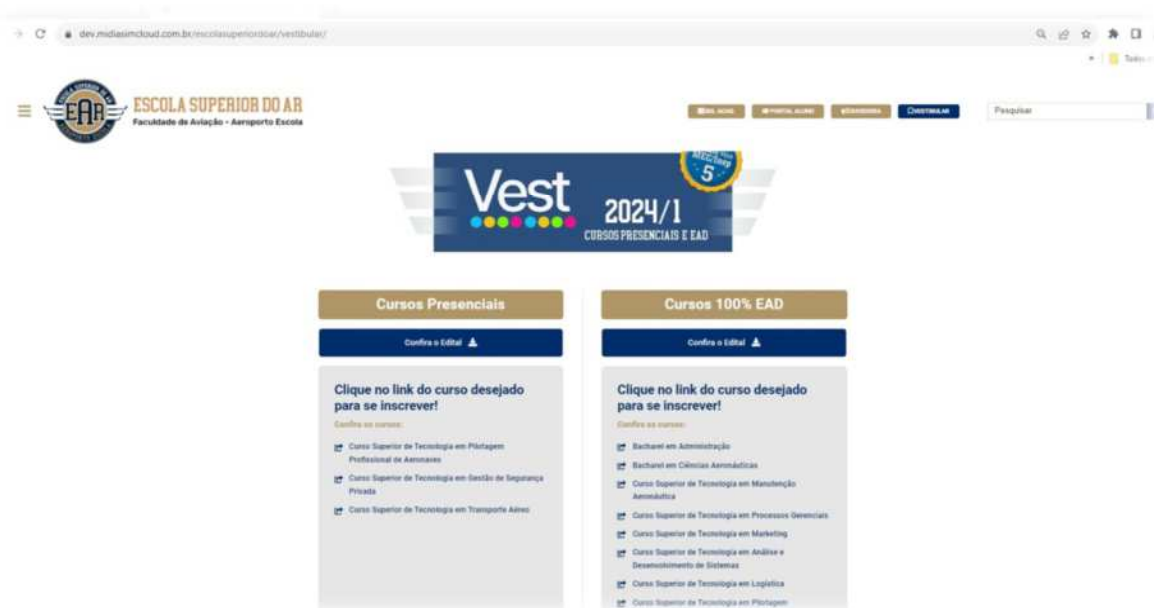 dev.midiasimcloud.com.br/escolasuperiordoar/vestibular/
EAR
ESCOLA SUPERIOR DO AR
Faculdade de Aviação - Aeroporto Escola
PORTAL ALUNO
OUVIDORIA
VESTIBULAR
Pesquisar
MEC/Inep
5
Vest
2024/1
CURSOS PRESENCIAIS E EAD
Cursos Presenciais
Confira o Edital
Clique no link do curso desejado
para se inscrever!
Confira os cursos:
Curso Superior de Tecnologia em Pilotagem
Profissional de Aeronaves
Curso Superior de Tecnologia em Gestão de Segurança
Privada
Curso Superior de Tecnologia em Transporte Aéreo
Cursos 100% EAD
Confira o Edital
Clique no link do curso desejado
para se inscrever!
Confira os cursos:
Bacharel em Administração
Bacharel em Ciências Aeronáuticas
Curso Superior de Tecnologia em Manutenção
Aeronáutica
Curso Superior de Tecnologia em Processos Gerenciais
Curso Superior de Tecnologia em Marketing
Curso Superior de Tecnologia em Análise e
Desenvolvimento de Sistemas
Curso Superior de Tecnologia em Logística
Curso Superior de Tecnologia em Pilotagem